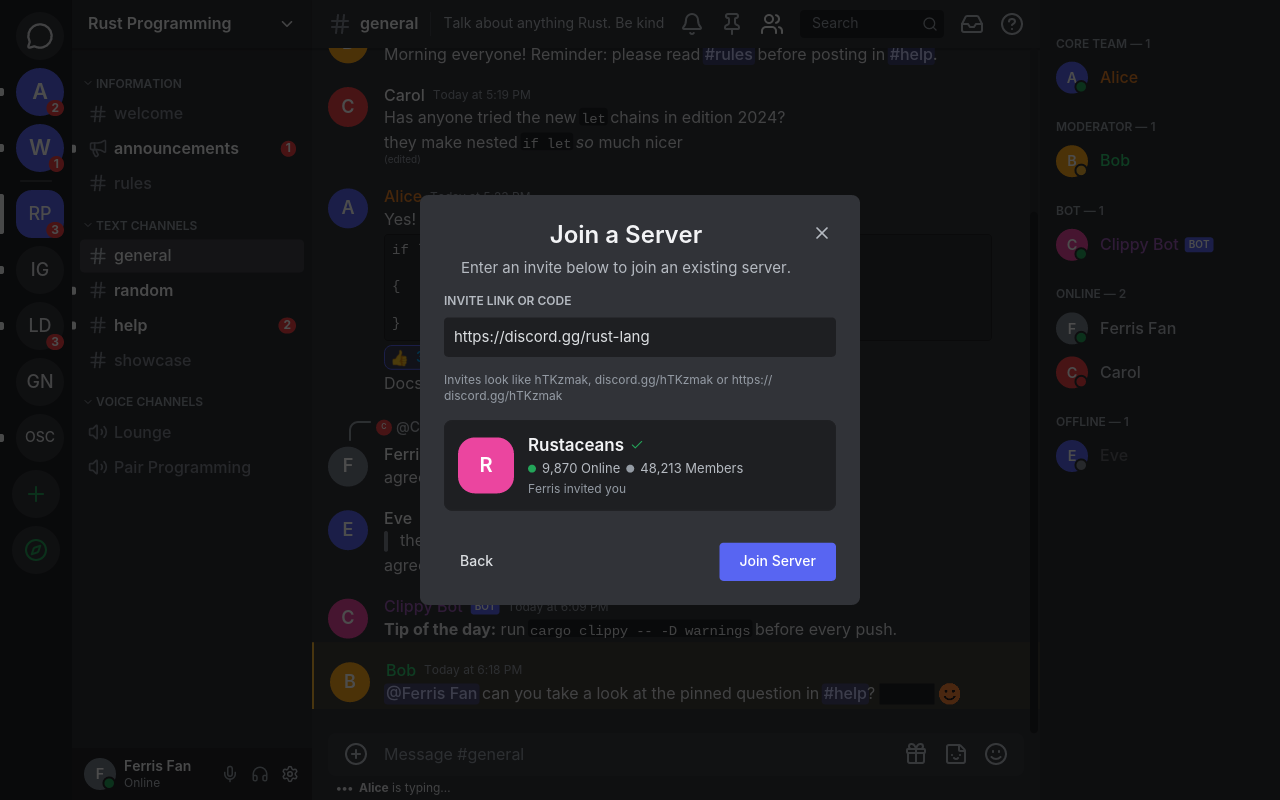 A
2
W
1
RP
3
IG
LD
3
GN
OSC
Rust Programming
INFORMATION
welcome
announcements
1
rules
TEXT CHANNELS
general
random
help
2
showcase
VOICE CHANNELS
Lounge
Pair Programming
F
Ferris Fan
Online
general
Talk about anything Rust. Be kind
Search
Morning everyone! Reminder: please read #rules before posting in #help.
C
Carol Today at 5:19 PM
Has anyone tried the new let chains in edition 2024?
they make nested if let so much nicer
(edited)
A
Alice Today at 5:22 PM
Yes!
if
{
}
👍
Docs
C @C
F
Ferri
agree
E
Eve
the
agree
C
Clippy Bot BOT Today at 6:09 PM
Tip of the day: run cargo clippy -- -D warnings before every push.
B
Bob Today at 6:18 PM
@Ferris Fan can you take a look at the pinned question in #help?
Message #general
Alice is typing...
Join a Server
Enter an invite below to join an existing server.
INVITE LINK OR CODE
https://discord.gg/rust-lang
Invites look like hTKzmak, discord.gg/hTKzmak or https://
discord.gg/hTKzmak
R
Rustaceans
9,870 Online 48,213 Members
Ferris invited you
Back
Join Server
CORE TEAM — 1
A
Alice
MODERATOR — 1
B
Bob
BOT — 1
C
Clippy Bot BOT
ONLINE — 2
F
Ferris Fan
C
Carol
OFFLINE — 1
E
Eve